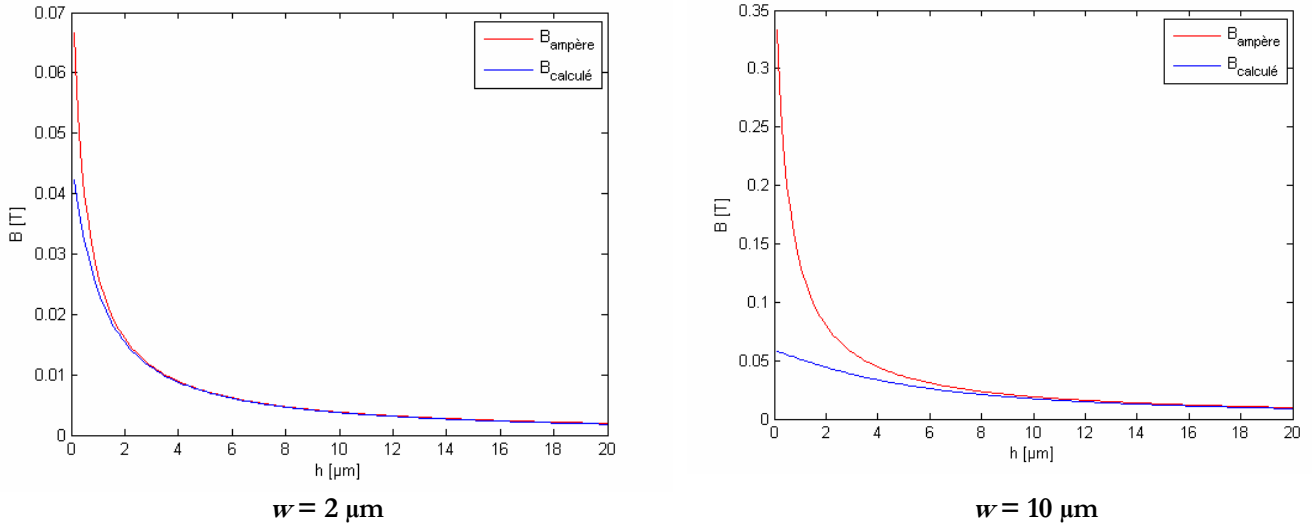 0.07
0.06
0.05
0.04
0.03
0.02
0.01
0
B [T]
B_ampère
B_calculé
0 2 4 6 8 10 12 14 16 18 20
h [µm]
w = 2 µm
0.35
0.3
0.25
0.2
0.15
0.1
0.05
0
B [T]
B_ampère
B_calculé
0 2 4 6 8 10 12 14 16 18 20
h [µm]
w = 10 µm